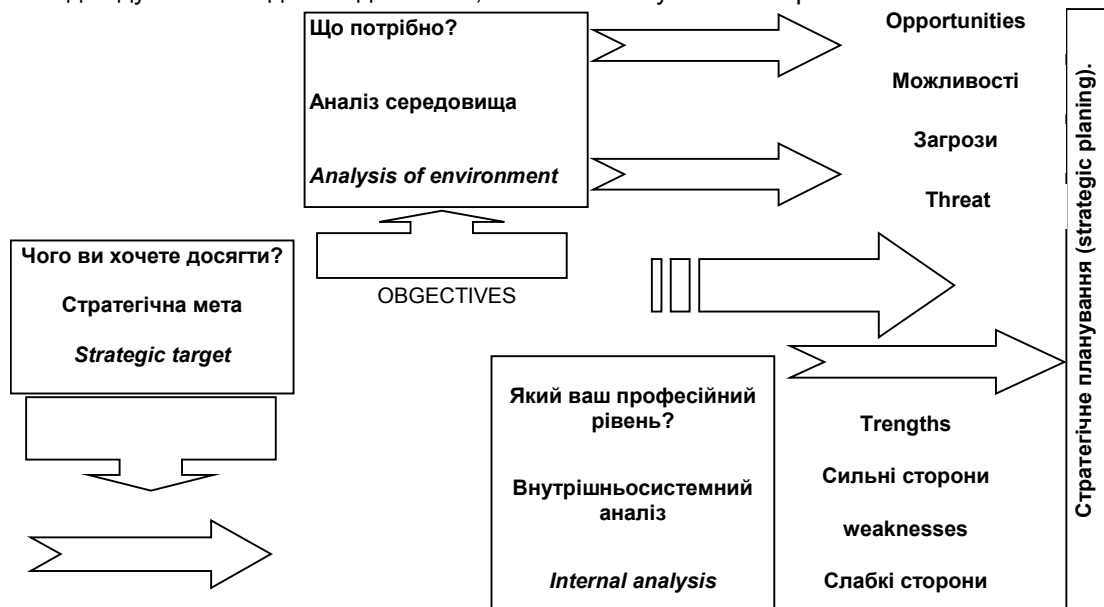 Що потрібно?
Аналіз середовища
Analysis of environment
Opportunities
Можливості
Загрози
Threat
Чого ви хочете досягти?
Стратегічна мета
Strategic target
OBGECTIVES
Який ваш професійний
рівень?
Внутрішньосистемний
аналіз
Internal analysis
Trengths
Сильні сторони
weaknesses
Слабкі сторони
Стратегічне планування (strategic planing).